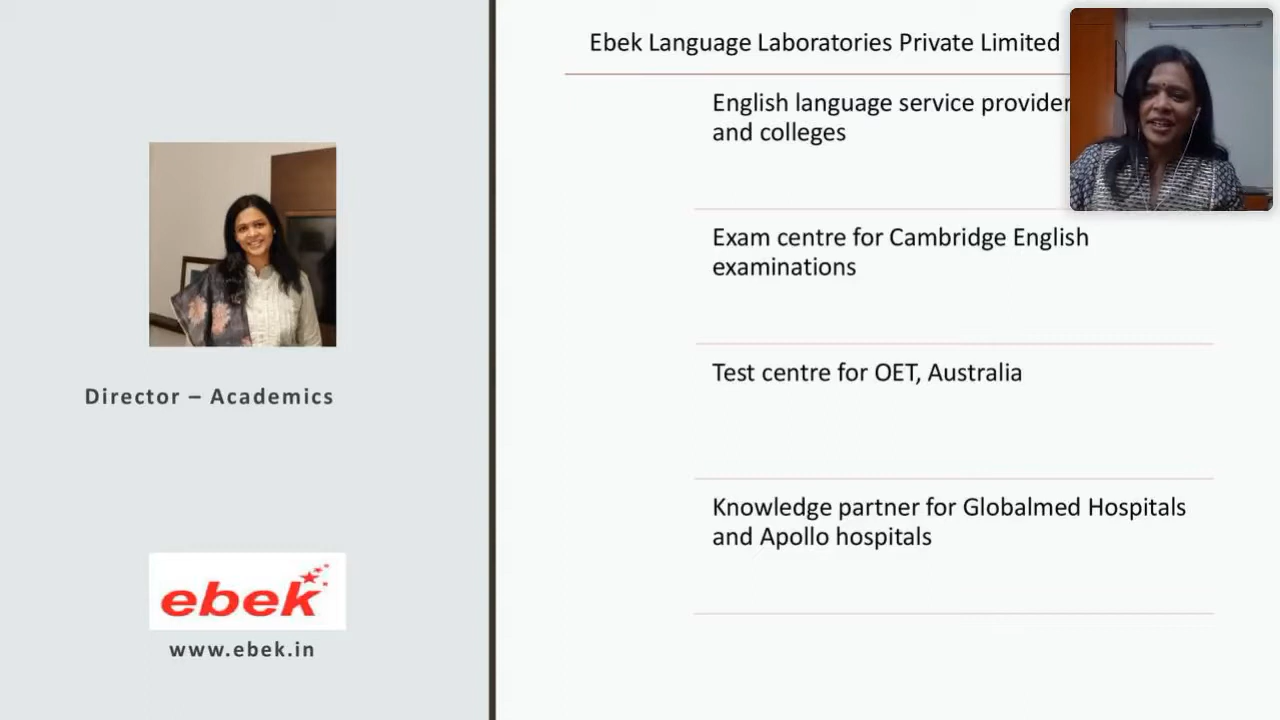 Ebek Language Laboratories Private Limited
English language service provider
and colleges
Exam centre for Cambridge English
examinations
Test centre for OET, Australia
Knowledge partner for Globalmed Hospitals
and Apollo hospitals
Director – Academics
ebek
www.ebek.in